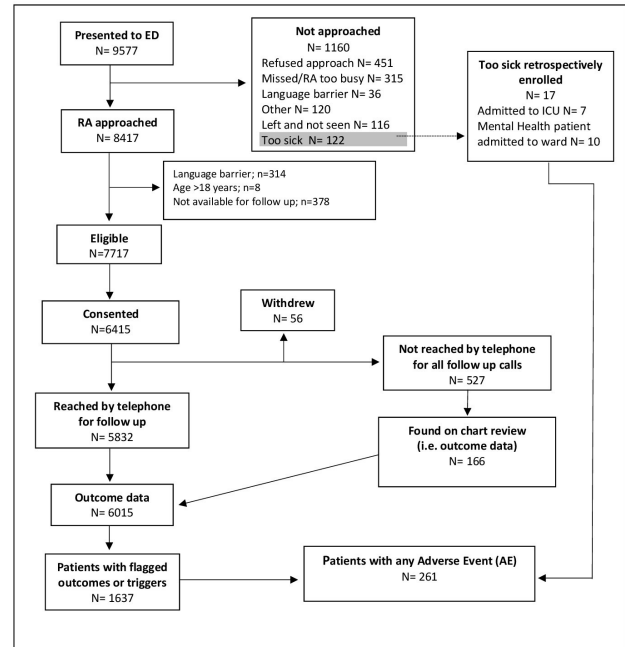 Presented to ED
N= 9577
Not approached
N= 1160
Refused approach N= 451
Missed/RA too busy N= 315
Language barrier N= 36
Other N= 120
Left and not seen N= 116
Too sick N= 122
Too sick retrospectively
enrolled
N= 17
Admitted to ICU N= 7
Mental Health patient
admitted to ward N= 10
RA approached
N= 8417
Language barrier; n=314
Age >18 years; n=8
Not available for follow up; n=378
Eligible
N=7717
Consented
N=6415
Withdrew
N= 56
Not reached by telephone
for all follow up calls
N= 527
Reached by telephone
for follow up
N= 5832
Found on chart review
(i.e. outcome data)
N= 166
Outcome data
N= 6015
Patients with flagged
outcomes or triggers
N= 1637
Patients with any Adverse Event (AE)
N= 261